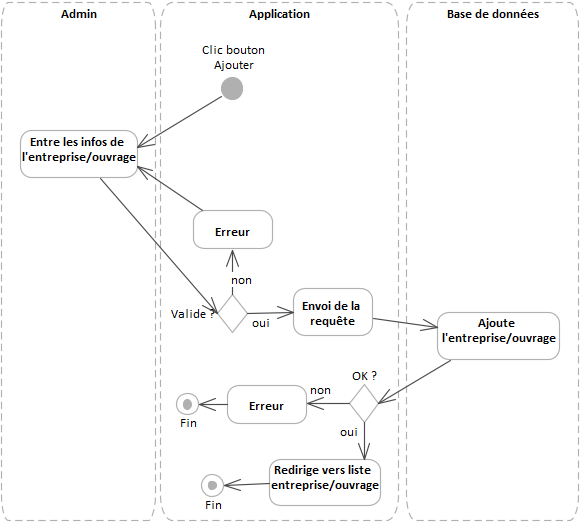 Admin
Application
Base de données
Clic bouton
Ajouter
Entre les infos de
l'entreprise/ouvrage
Erreur
non
Valide ?
oui
Envoi de la
requête
Ajoute
l'entreprise/ouvrage
OK ?
non
Erreur
Fin
oui
Redirige vers liste
entreprise/ouvrage
Fin